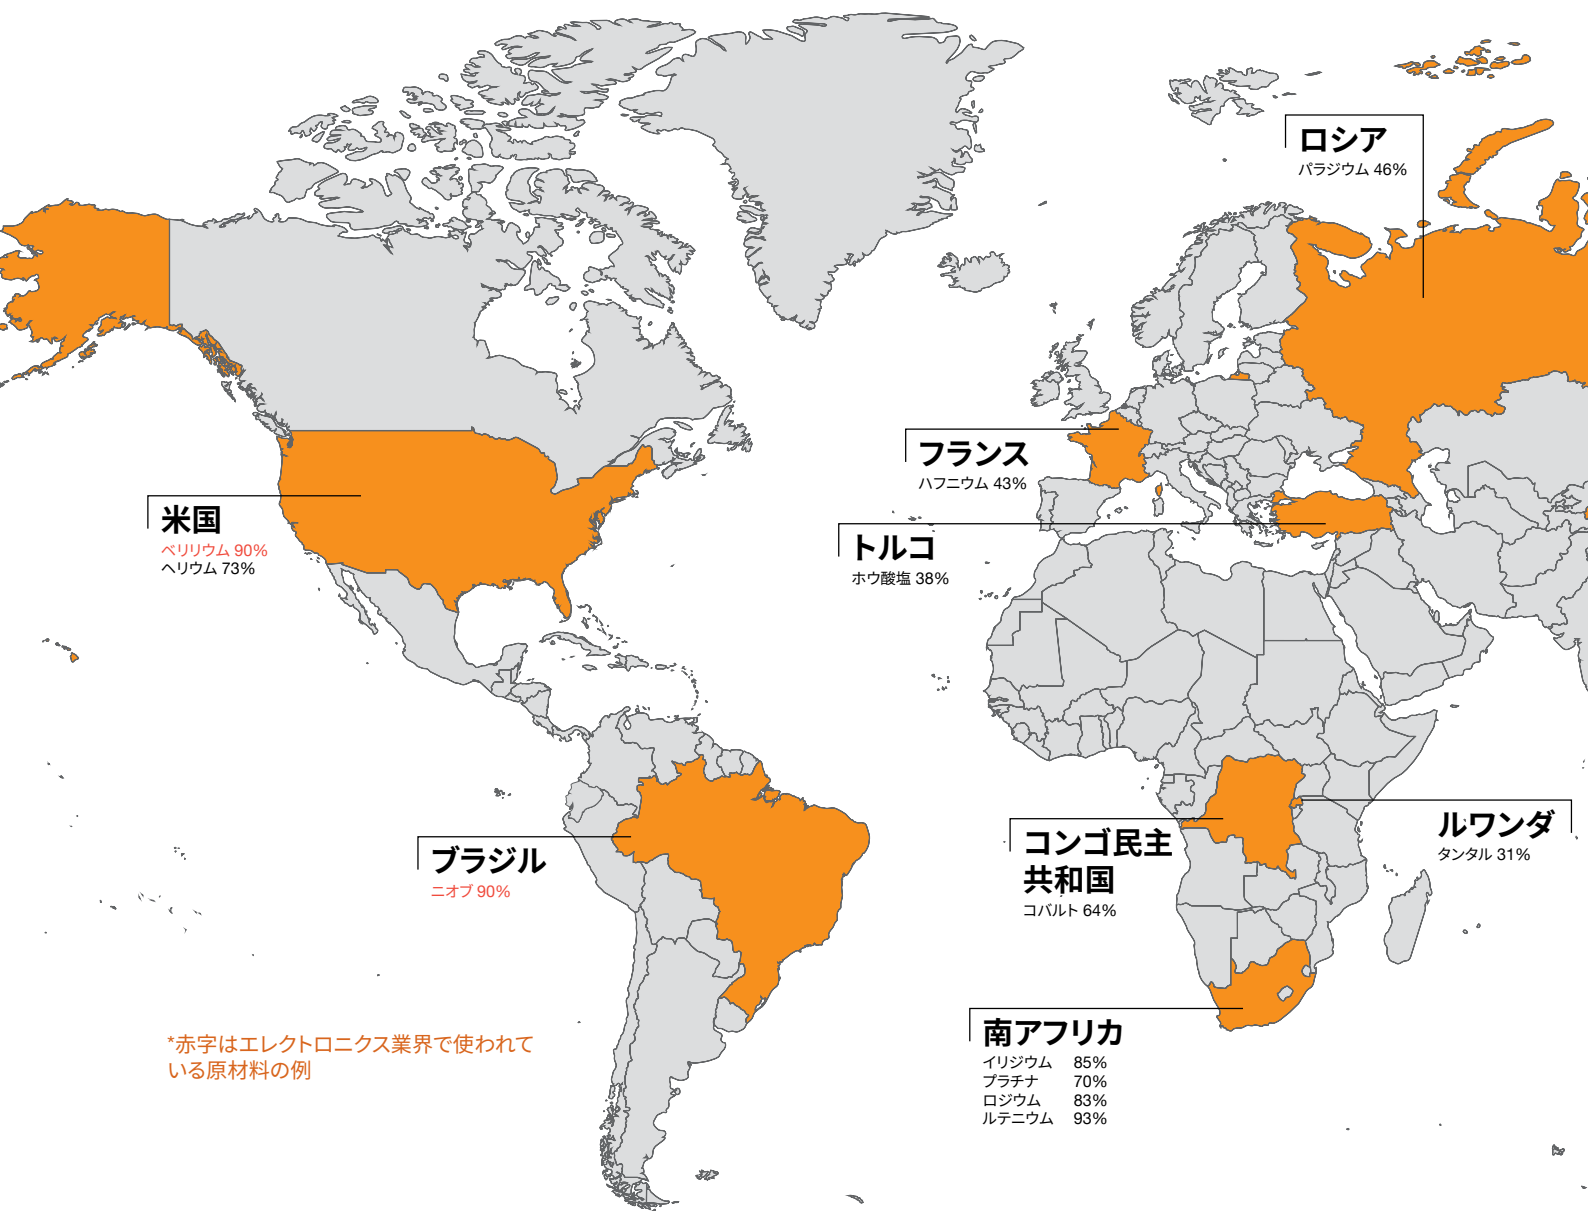 ロシア
パラジウム 46%
フランス
ハフニウム 43%
米国
ベリリウム 90%
ヘリウム 73%
トルコ
ホウ酸塩 38%
ブラジル
ニオブ 90%
コンゴ民主
共和国
コバルト 64%
ルワンダ
タンタル 31%
南アフリカ
イリジウム 85%
プラチナ 70%
ロジウム 83%
ルテニウム 93%
*赤字はエレクトロニクス業界で使われて
いる原材料の例